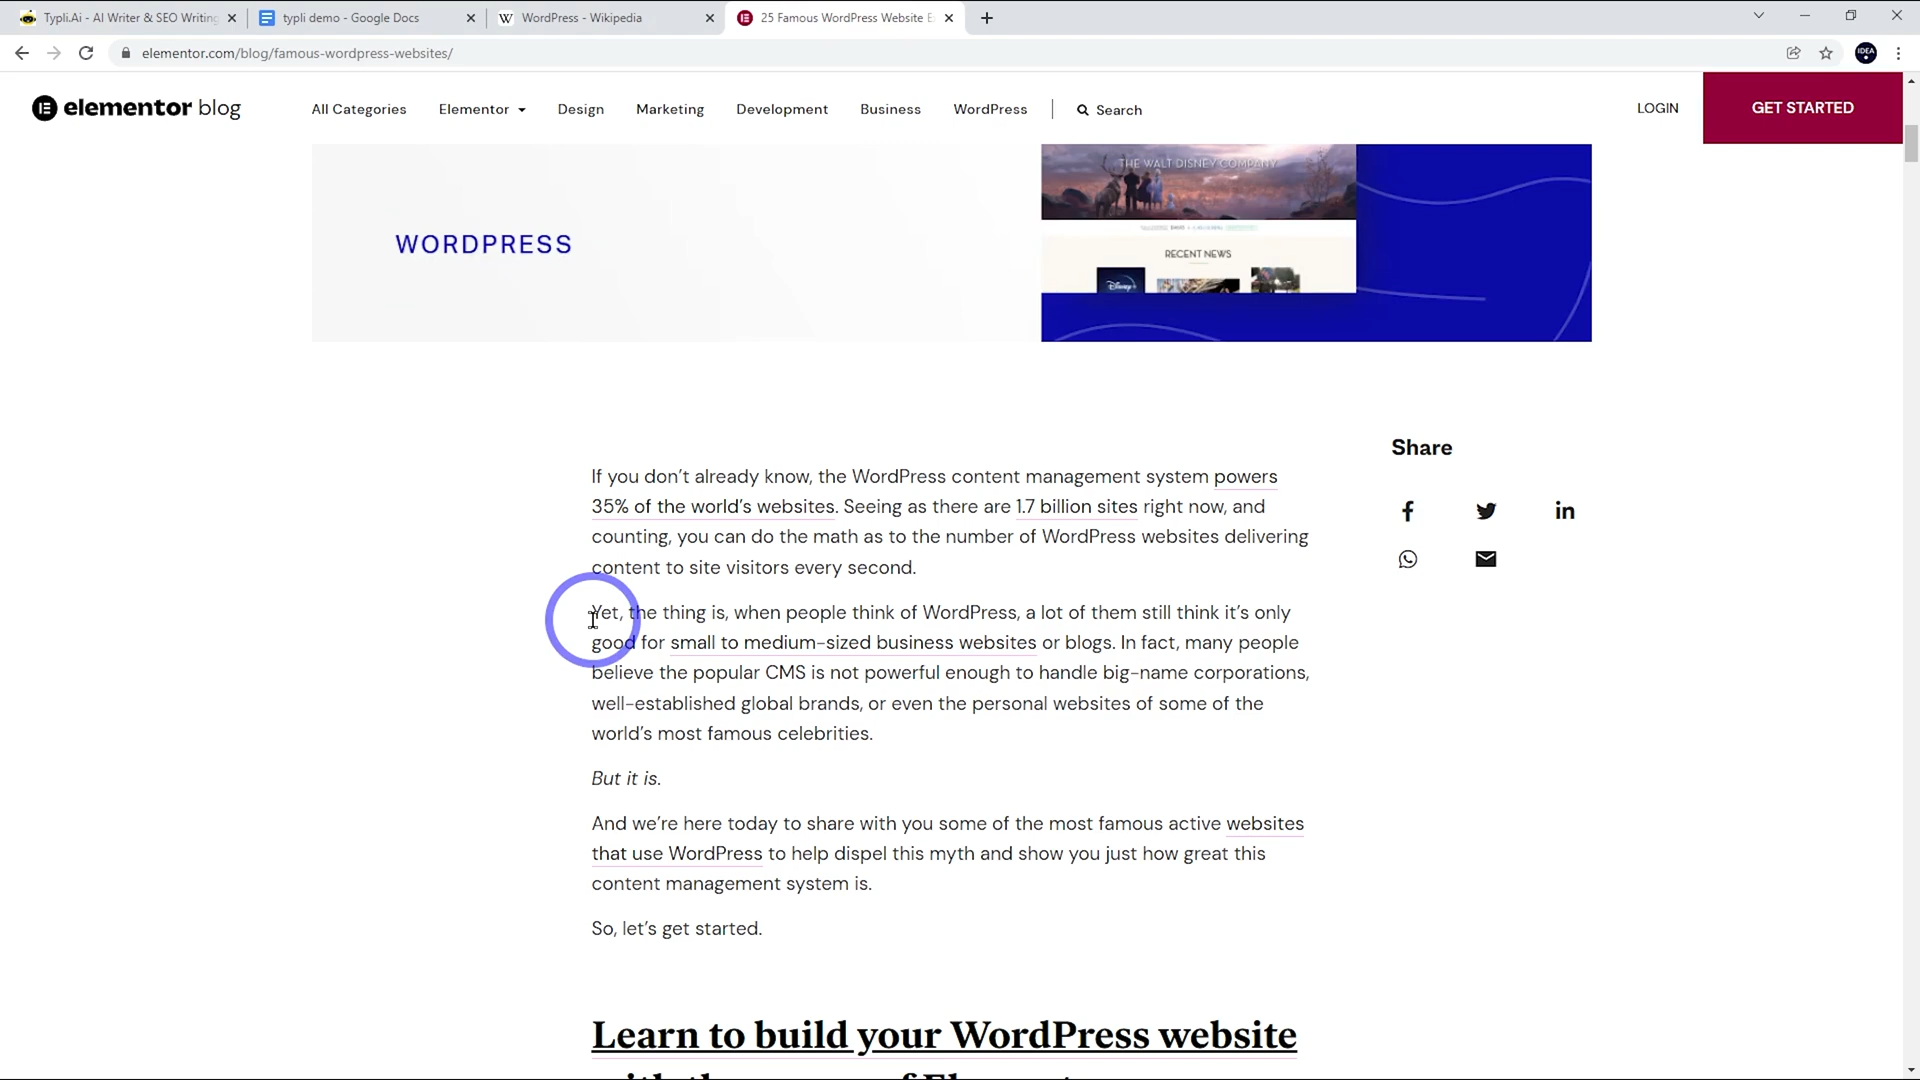 Typli.Ai - AI Writer & SEO Writing
typli demo - Google Docs
WordPress - Wikipedia
25 Famous WordPress Website E
elementor.com/blog/famous-wordpress-websites/
IDEA
elementor blog
All Categories
Elementor
Design
Marketing
Development
Business
WordPress
Search
LOGIN
GET STARTED
WORDPRESS
THE WALT DISNEY COMPANY
RECENT NEWS
Disney+
If you don’t already know, the WordPress content management system powers
35% of the world’s websites. Seeing as there are 1.7 billion sites right now, and
counting, you can do the math as to the number of WordPress websites delivering
content to site visitors every second.
Yet, the thing is, when people think of WordPress, a lot of them still think it’s only
good for small to medium-sized business websites or blogs. In fact, many people
believe the popular CMS is not powerful enough to handle big-name corporations,
well-established global brands, or even the personal websites of some of the
world’s most famous celebrities.
But it is.
And we’re here today to share with you some of the most famous active websites
that use WordPress to help dispel this myth and show you just how great this
content management system is.
So, let’s get started.
Share
Learn to build your WordPress website